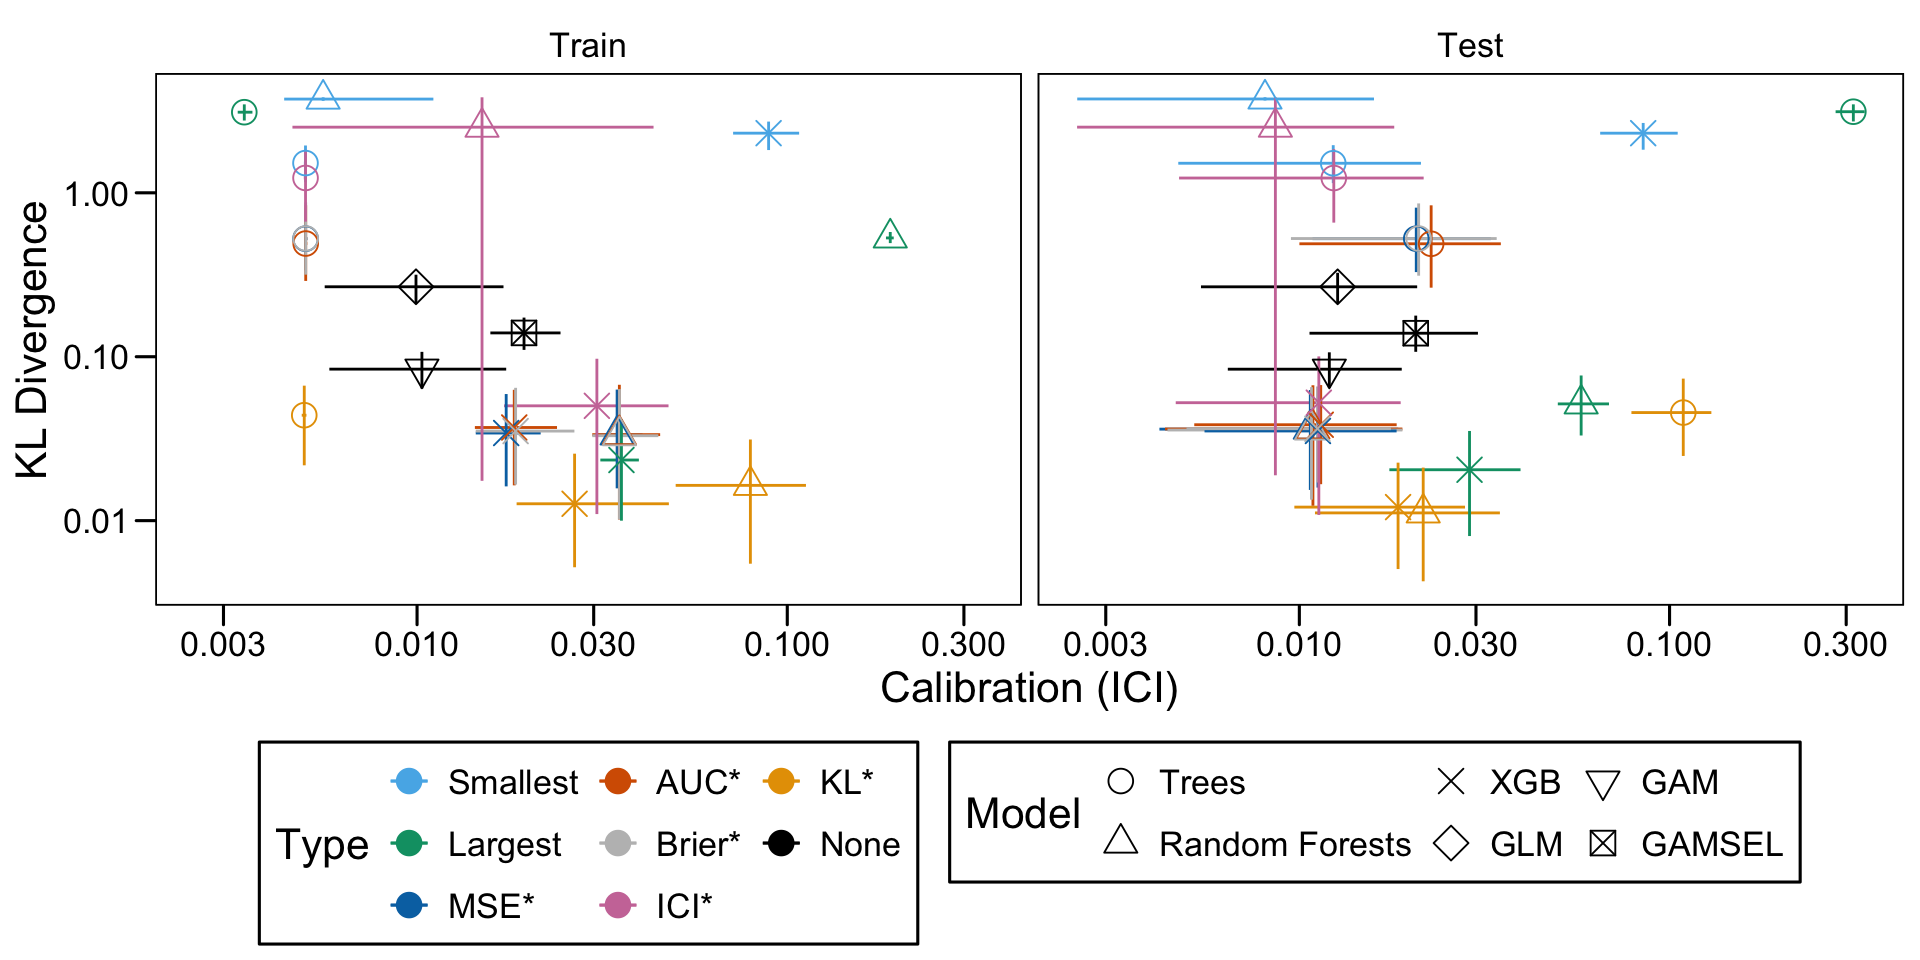 Train
Test
KL Divergence
1.00
0.10
0.01
0.003 0.010 0.030 0.100 0.300
0.003 0.010 0.030 0.100 0.300
Calibration (ICI)
Type
Smallest AUC* KL*
Largest Brier* None
MSE* ICI*
Model
Trees XGB GAM
Random Forests GLM GAMSEL